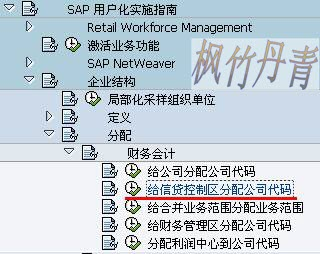 SAP 用户化实施指南
Retail Workforce Management
激活业务功能
SAP NetWeaver
企业结构
局部化采样组织单位
定义
分配
财务会计
给公司分配公司代码
给信贷控制区分配公司代码
给合并业务范围分配业务范围
给财务管理区分配公司代码
分配利润中心到公司代码
枫竹丹青